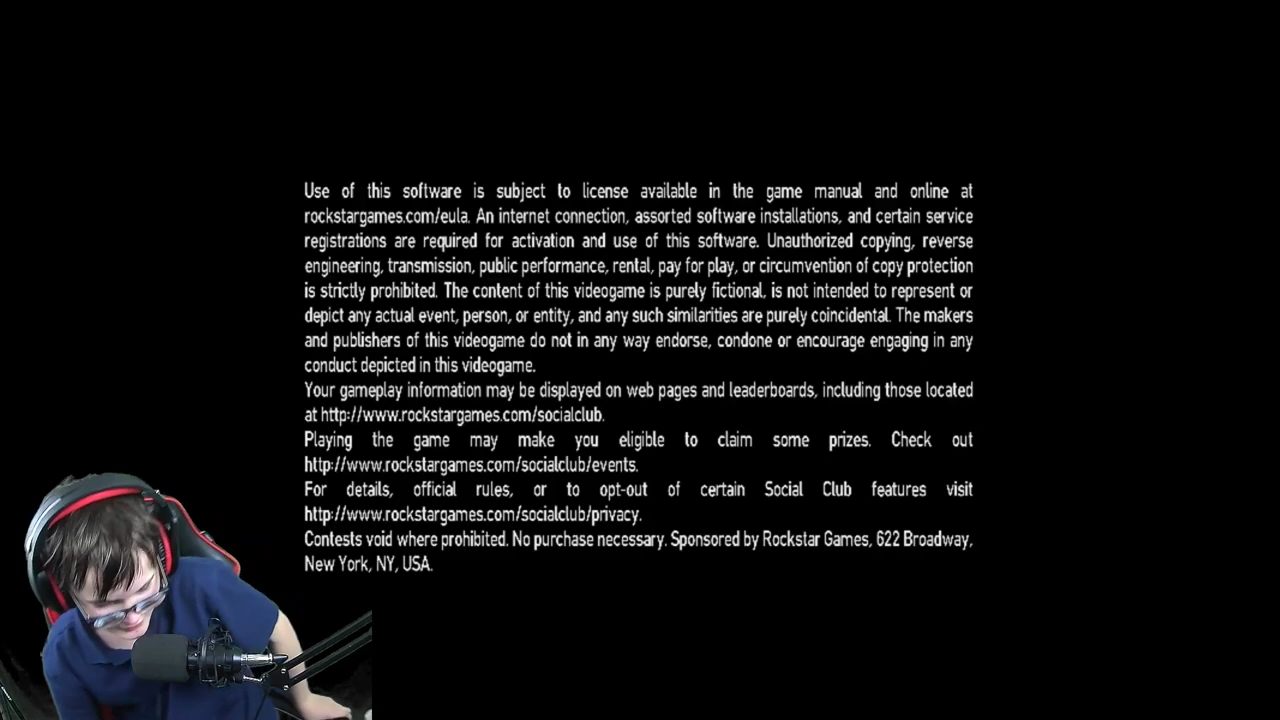 Use of this software is subject to license available in the game manual and online at
rockstargames.com/eula. An internet connection, assorted software installations, and certain service
registrations are required for activation and use of this software. Unauthorized copying, reverse
engineering, transmission, public performance, rental, pay for play, or circumvention of copy protection
is strictly prohibited. The content of this videogame is purely fictional, is not intended to represent or
depict any actual event, person, or entity, and any such similarities are purely coincidental. The makers
and publishers of this videogame do not in any way endorse, condone or encourage engaging in any
conduct depicted in this videogame.
Your gameplay information may be displayed on web pages and leaderboards, including those located
at http://www.rockstargames.com/socialclub.
Playing the game may make you eligible to claim some prizes. Check out
http://www.rockstargames.com/socialclub/events.
For details, official rules, or to opt-out of certain Social Club features visit
http://www.rockstargames.com/socialclub/privacy.
Contests void where prohibited. No purchase necessary. Sponsored by Rockstar Games, 622 Broadway,
New York, NY, USA.